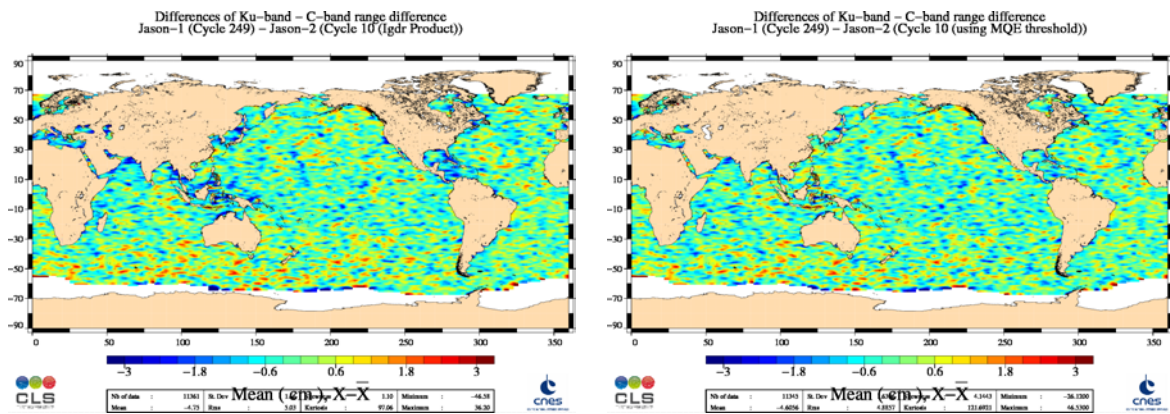 Differences of Ku-band - C-band range difference
Jason-1 (Cycle 249) - Jason-2 (Cycle 10 (Igdr Product))
90
70
50
30
10
-10
-30
-50
-70
-90
0 50 100 150 200 250 300 350
-3 -1.8 -0.6 0.6 1.8 3
Mean (cm), X-X̄
Nb of data : 11361 St. Dev 1.10 Minimum : -46.58
Mean : -4.73 Rms : 5.03 Kurtosis 97.06 Maximum : 36.20
CLS
cnes
Differences of Ku-band - C-band range difference
Jason-1 (Cycle 249) - Jason-2 (Cycle 10 (using MQE threshold))
90
70
50
30
10
-10
-30
-50
-70
-90
0 50 100 150 200 250 300 350
-3 -1.8 -0.6 0.6 1.8 3
Mean (cm), X-X̄
Nb of data : 11343 St. Dev 4.1443 Minimum : -36.1200
Mean : -4.6056 Rms : Kurtosis 121.6921 Maximum : 46.5300
CLS
cnes